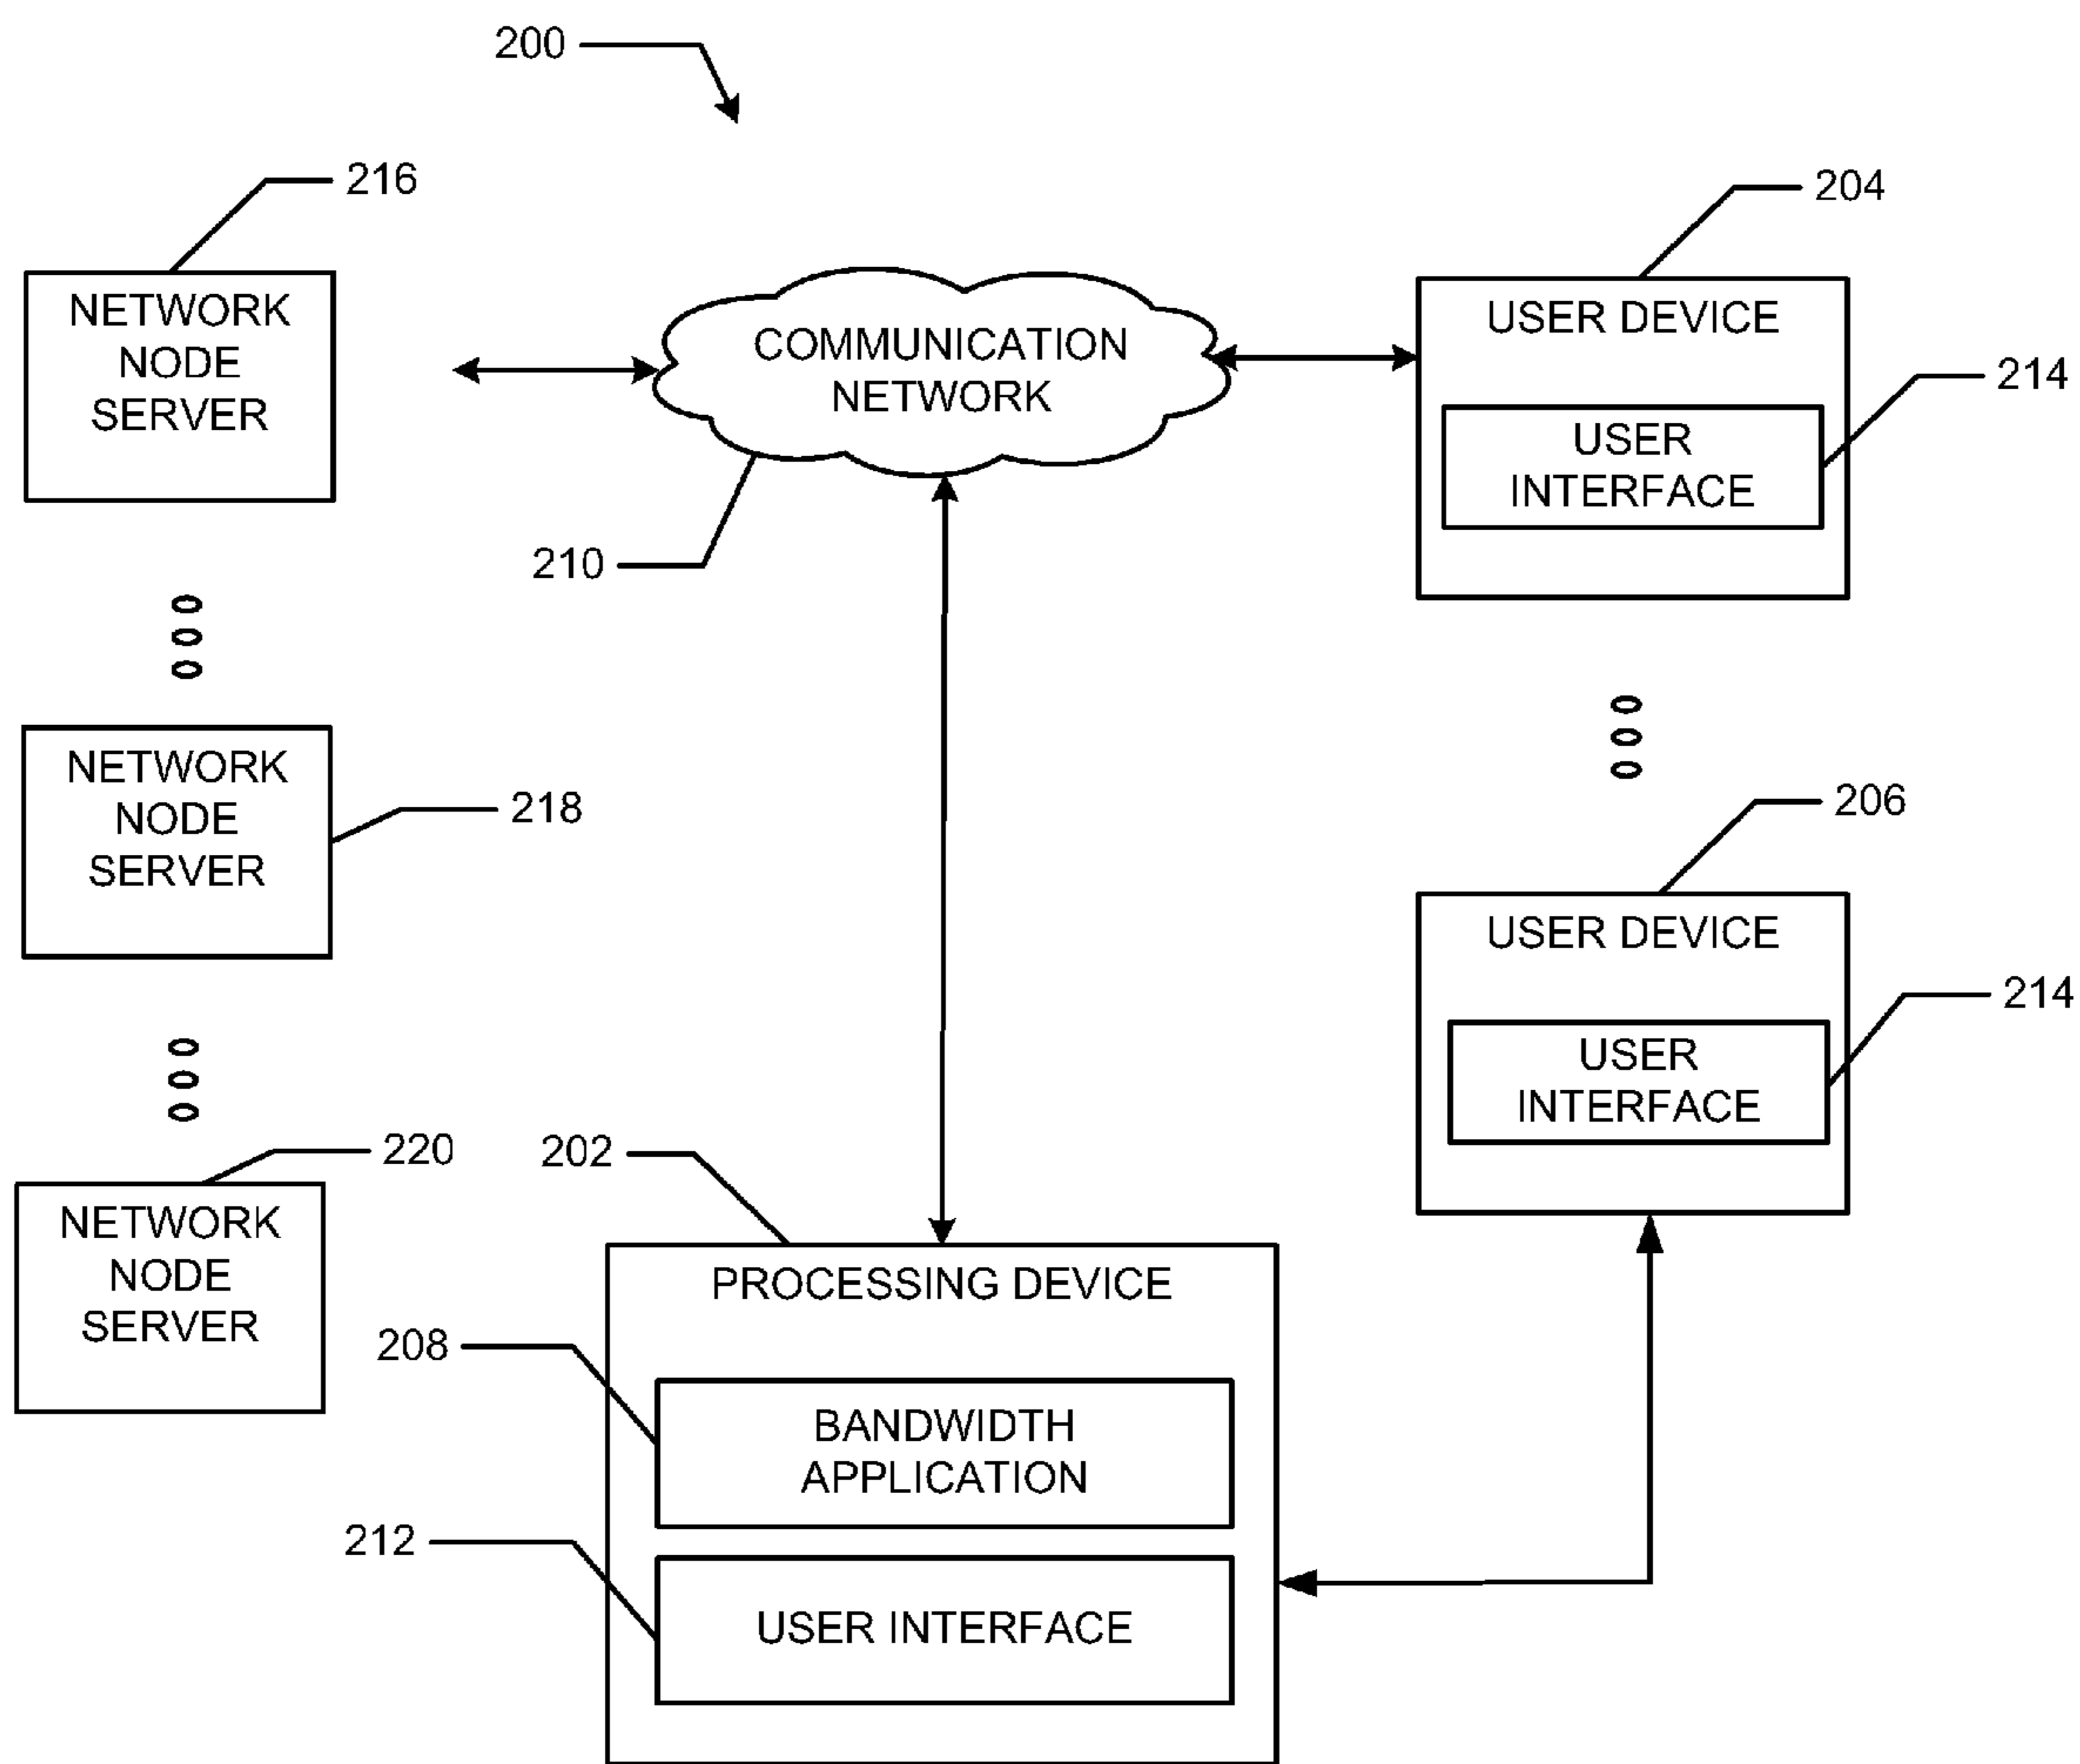 200
216
204
NETWORK
NODE
SERVER
COMMUNICATION
NETWORK
USER DEVICE
214
USER
INTERFACE
210
NETWORK
NODE
SERVER
218
206
USER DEVICE
214
USER
INTERFACE
220
202
NETWORK
NODE
SERVER
PROCESSING DEVICE
208
BANDWIDTH
APPLICATION
212
USER INTERFACE